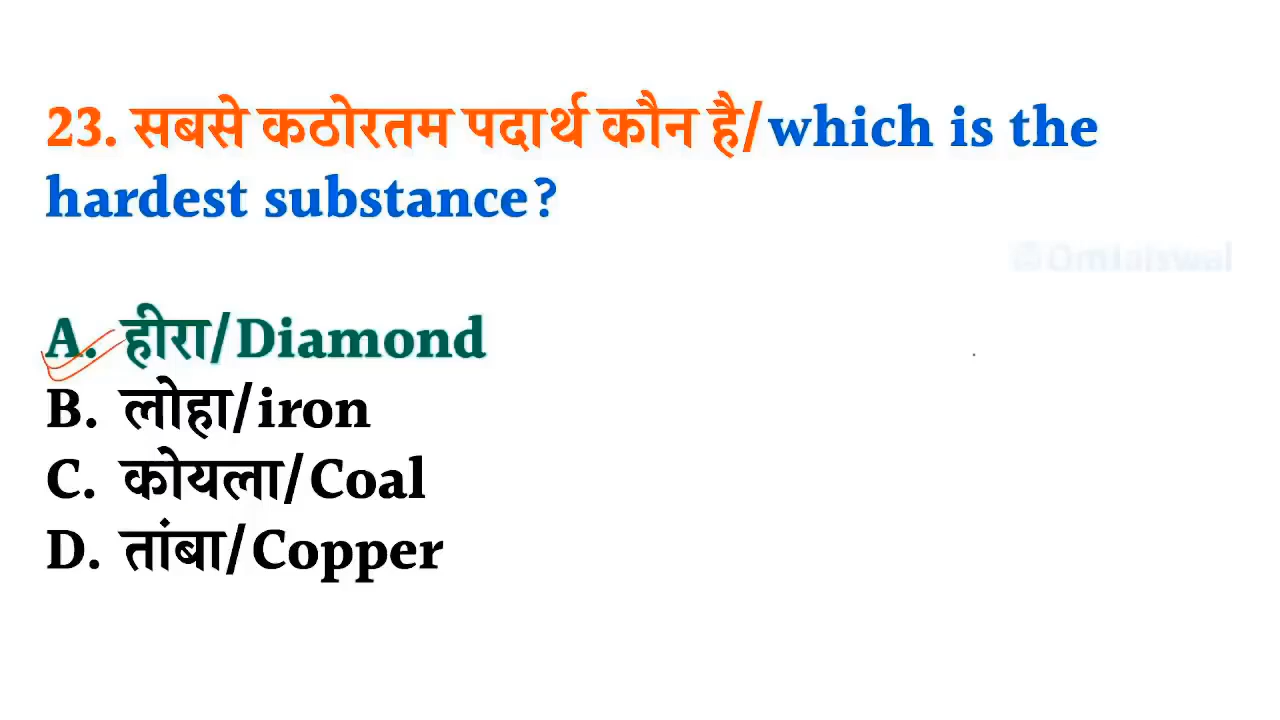 23. सबसे कठोरतम पदार्थ कौन है/which is the
hardest substance?
A. हीरा/Diamond
B. लोहा/iron
C. कोयला/Coal
D. तांबा/Copper